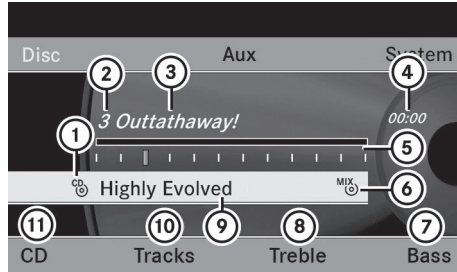 Disc Aux System
2 3 4
3 Outtathaway! 00:00
1 5
CD Highly Evolved MIX 6
11 10 9 8 7
CD Tracks Treble Bass